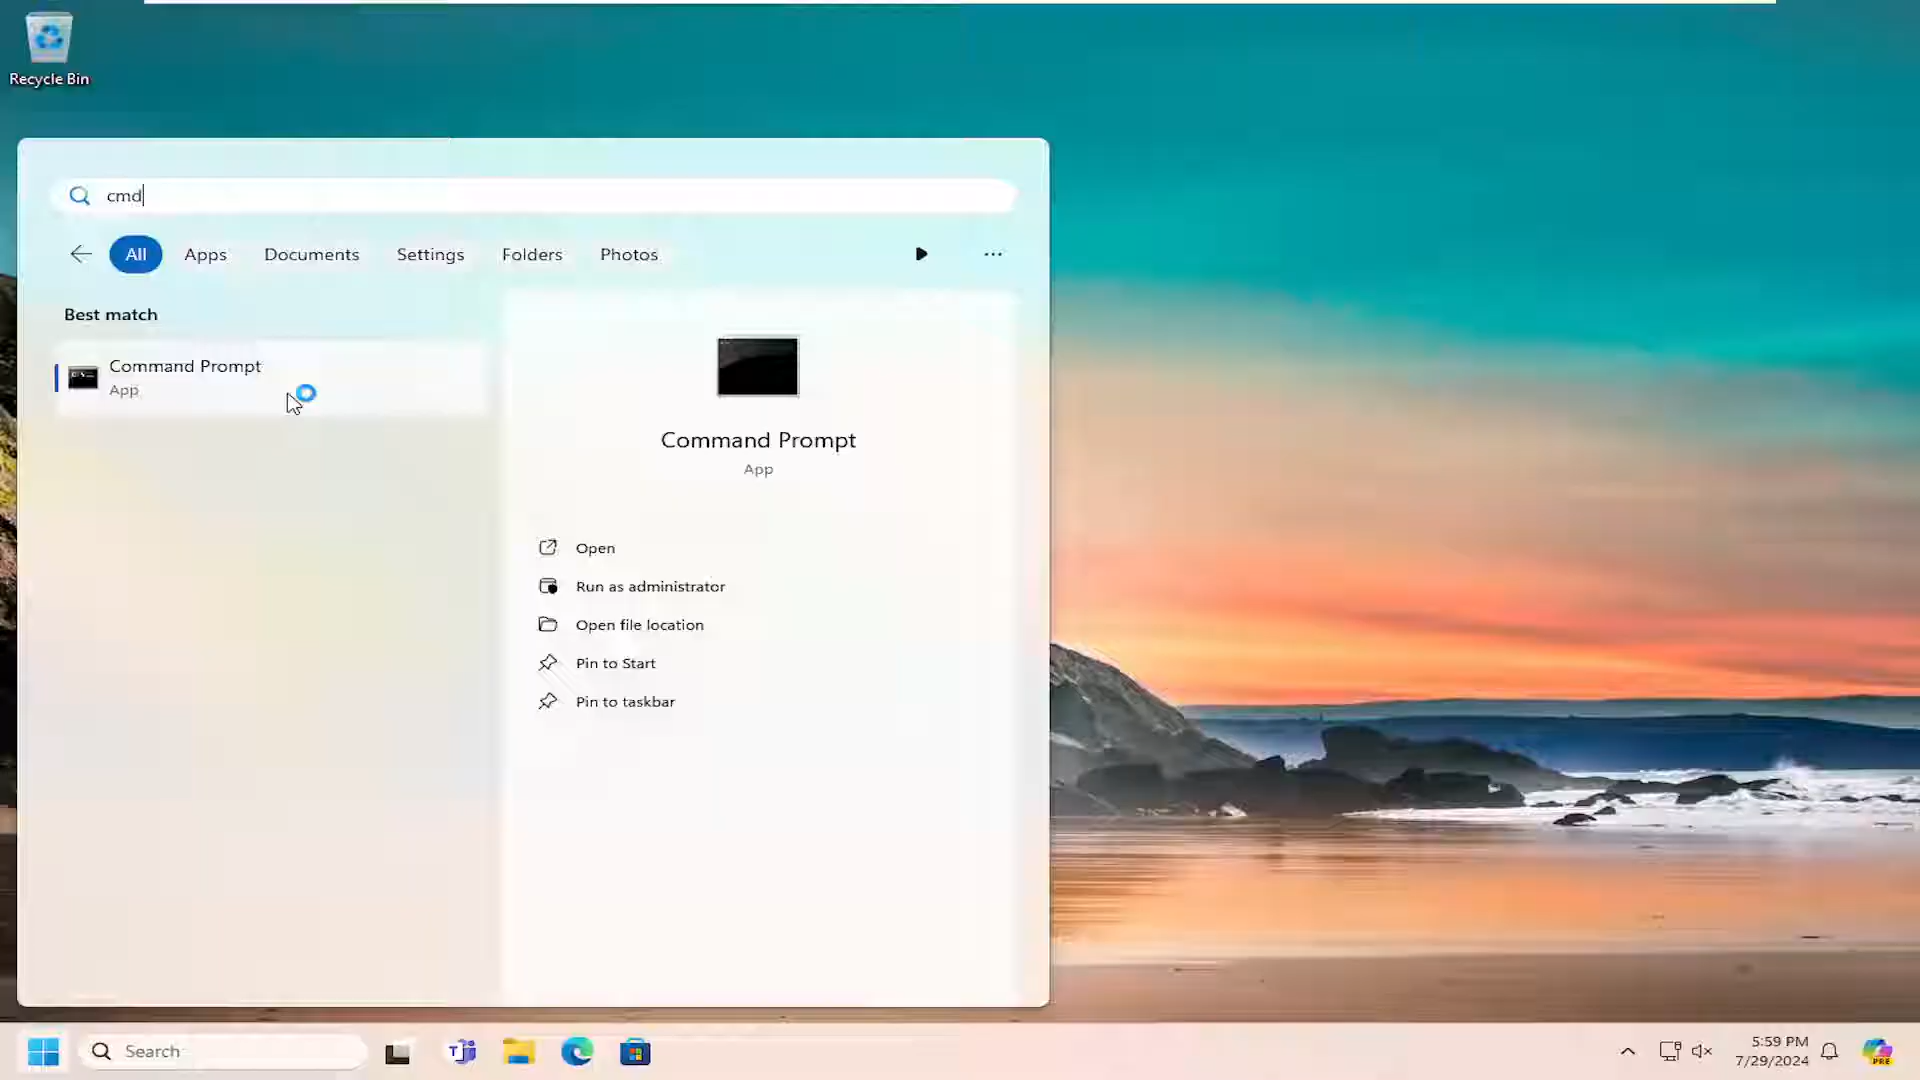 Recycle Bin
cmd
All Apps Documents Settings Folders Photos
Best match
Command Prompt
App
Command Prompt
App
Open
Run as administrator
Open file location
Pin to Start
Pin to taskbar
Search
5:59 PM
7/29/2024
PRE